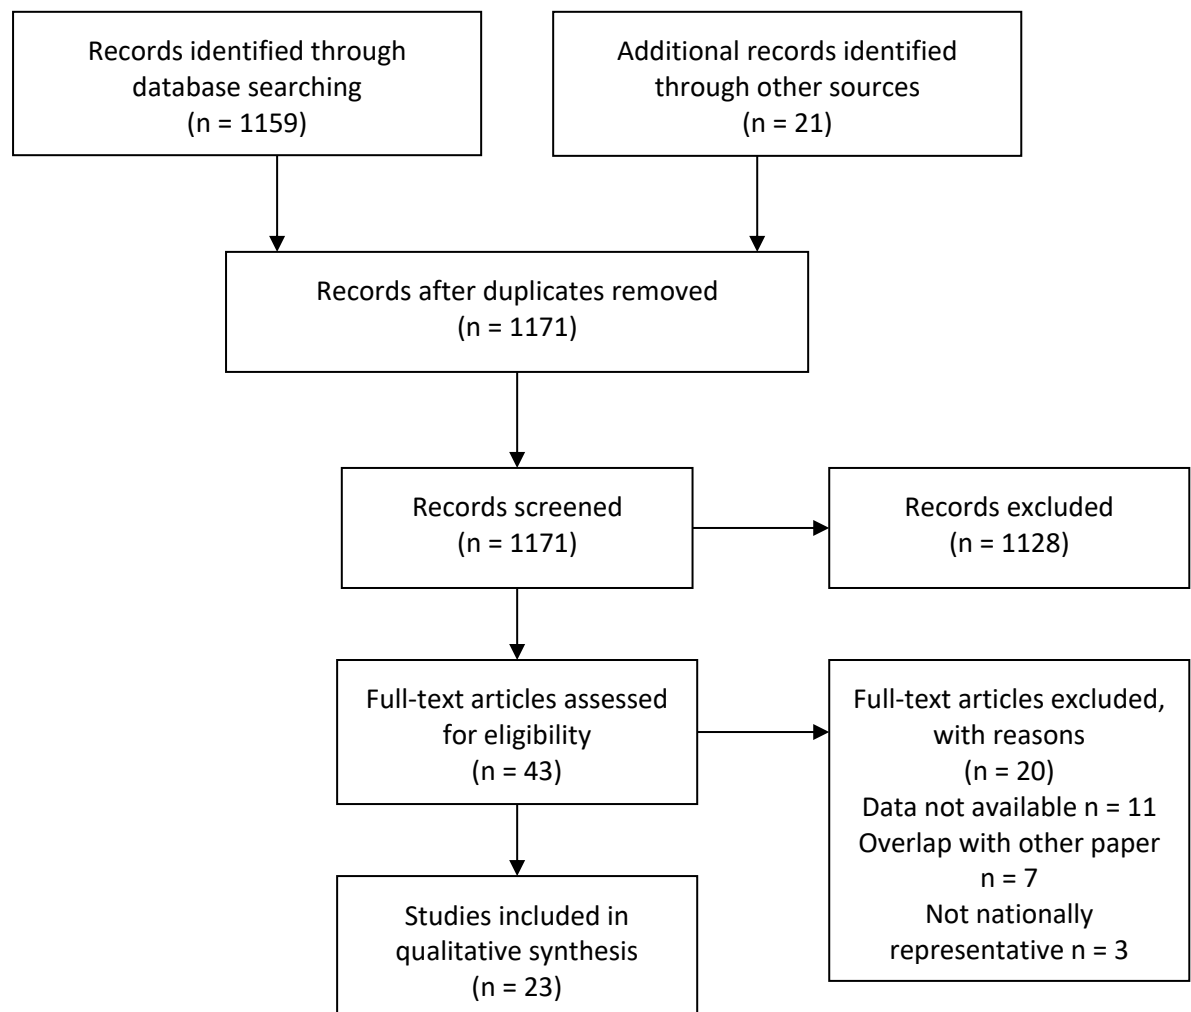 Records identified through
database searching
(n = 1159)
Additional records identified
through other sources
(n = 21)
Records after duplicates removed
(n = 1171)
Records screened
(n = 1171)
Records excluded
(n = 1128)
Full-text articles assessed
for eligibility
(n = 43)
Full-text articles excluded,
with reasons
(n = 20)
Data not available n = 11
Overlap with other paper
n = 7
Not nationally
representative n = 3
Studies included in
qualitative synthesis
(n = 23)